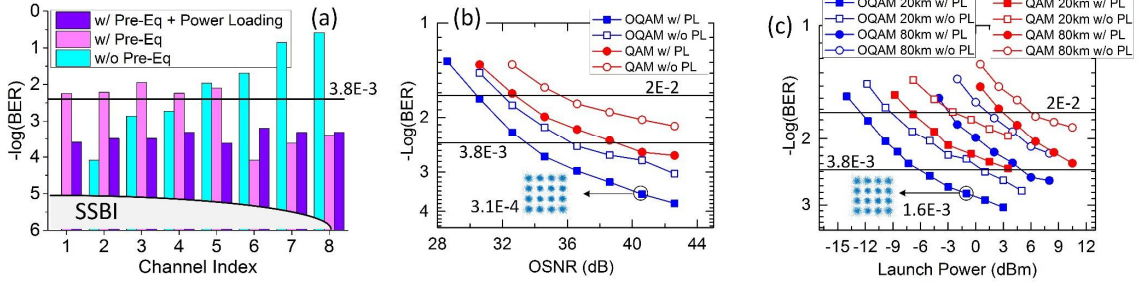 (a)
w/ Pre-Eq + Power Loading
w/ Pre-Eq
w/o Pre-Eq
3.8E-3
SSBI
-log(BER)
0
1
2
3
4
5
6
1 2 3 4 5 6 7 8
Channel Index
(b)
OQAM w/ PL
OQAM w/o PL
QAM w/ PL
QAM w/o PL
2E-2
3.8E-3
3.1E-4
-Log(BER)
1
2
3
4
28 32 36 40 44
OSNR (dB)
(c)
OQAM 20km w/ PL
OQAM 20km w/o PL
OQAM 80km w/ PL
OQAM 80km w/o PL
QAM 20km w/ PL
QAM 20km w/o PL
QAM 80km w/ PL
QAM 80km w/o PL
2E-2
3.8E-3
1.6E-3
-Log(BER)
1
2
3
-15 -12 -9 -6 -3 0 3 6 9 12
Launch Power (dBm)